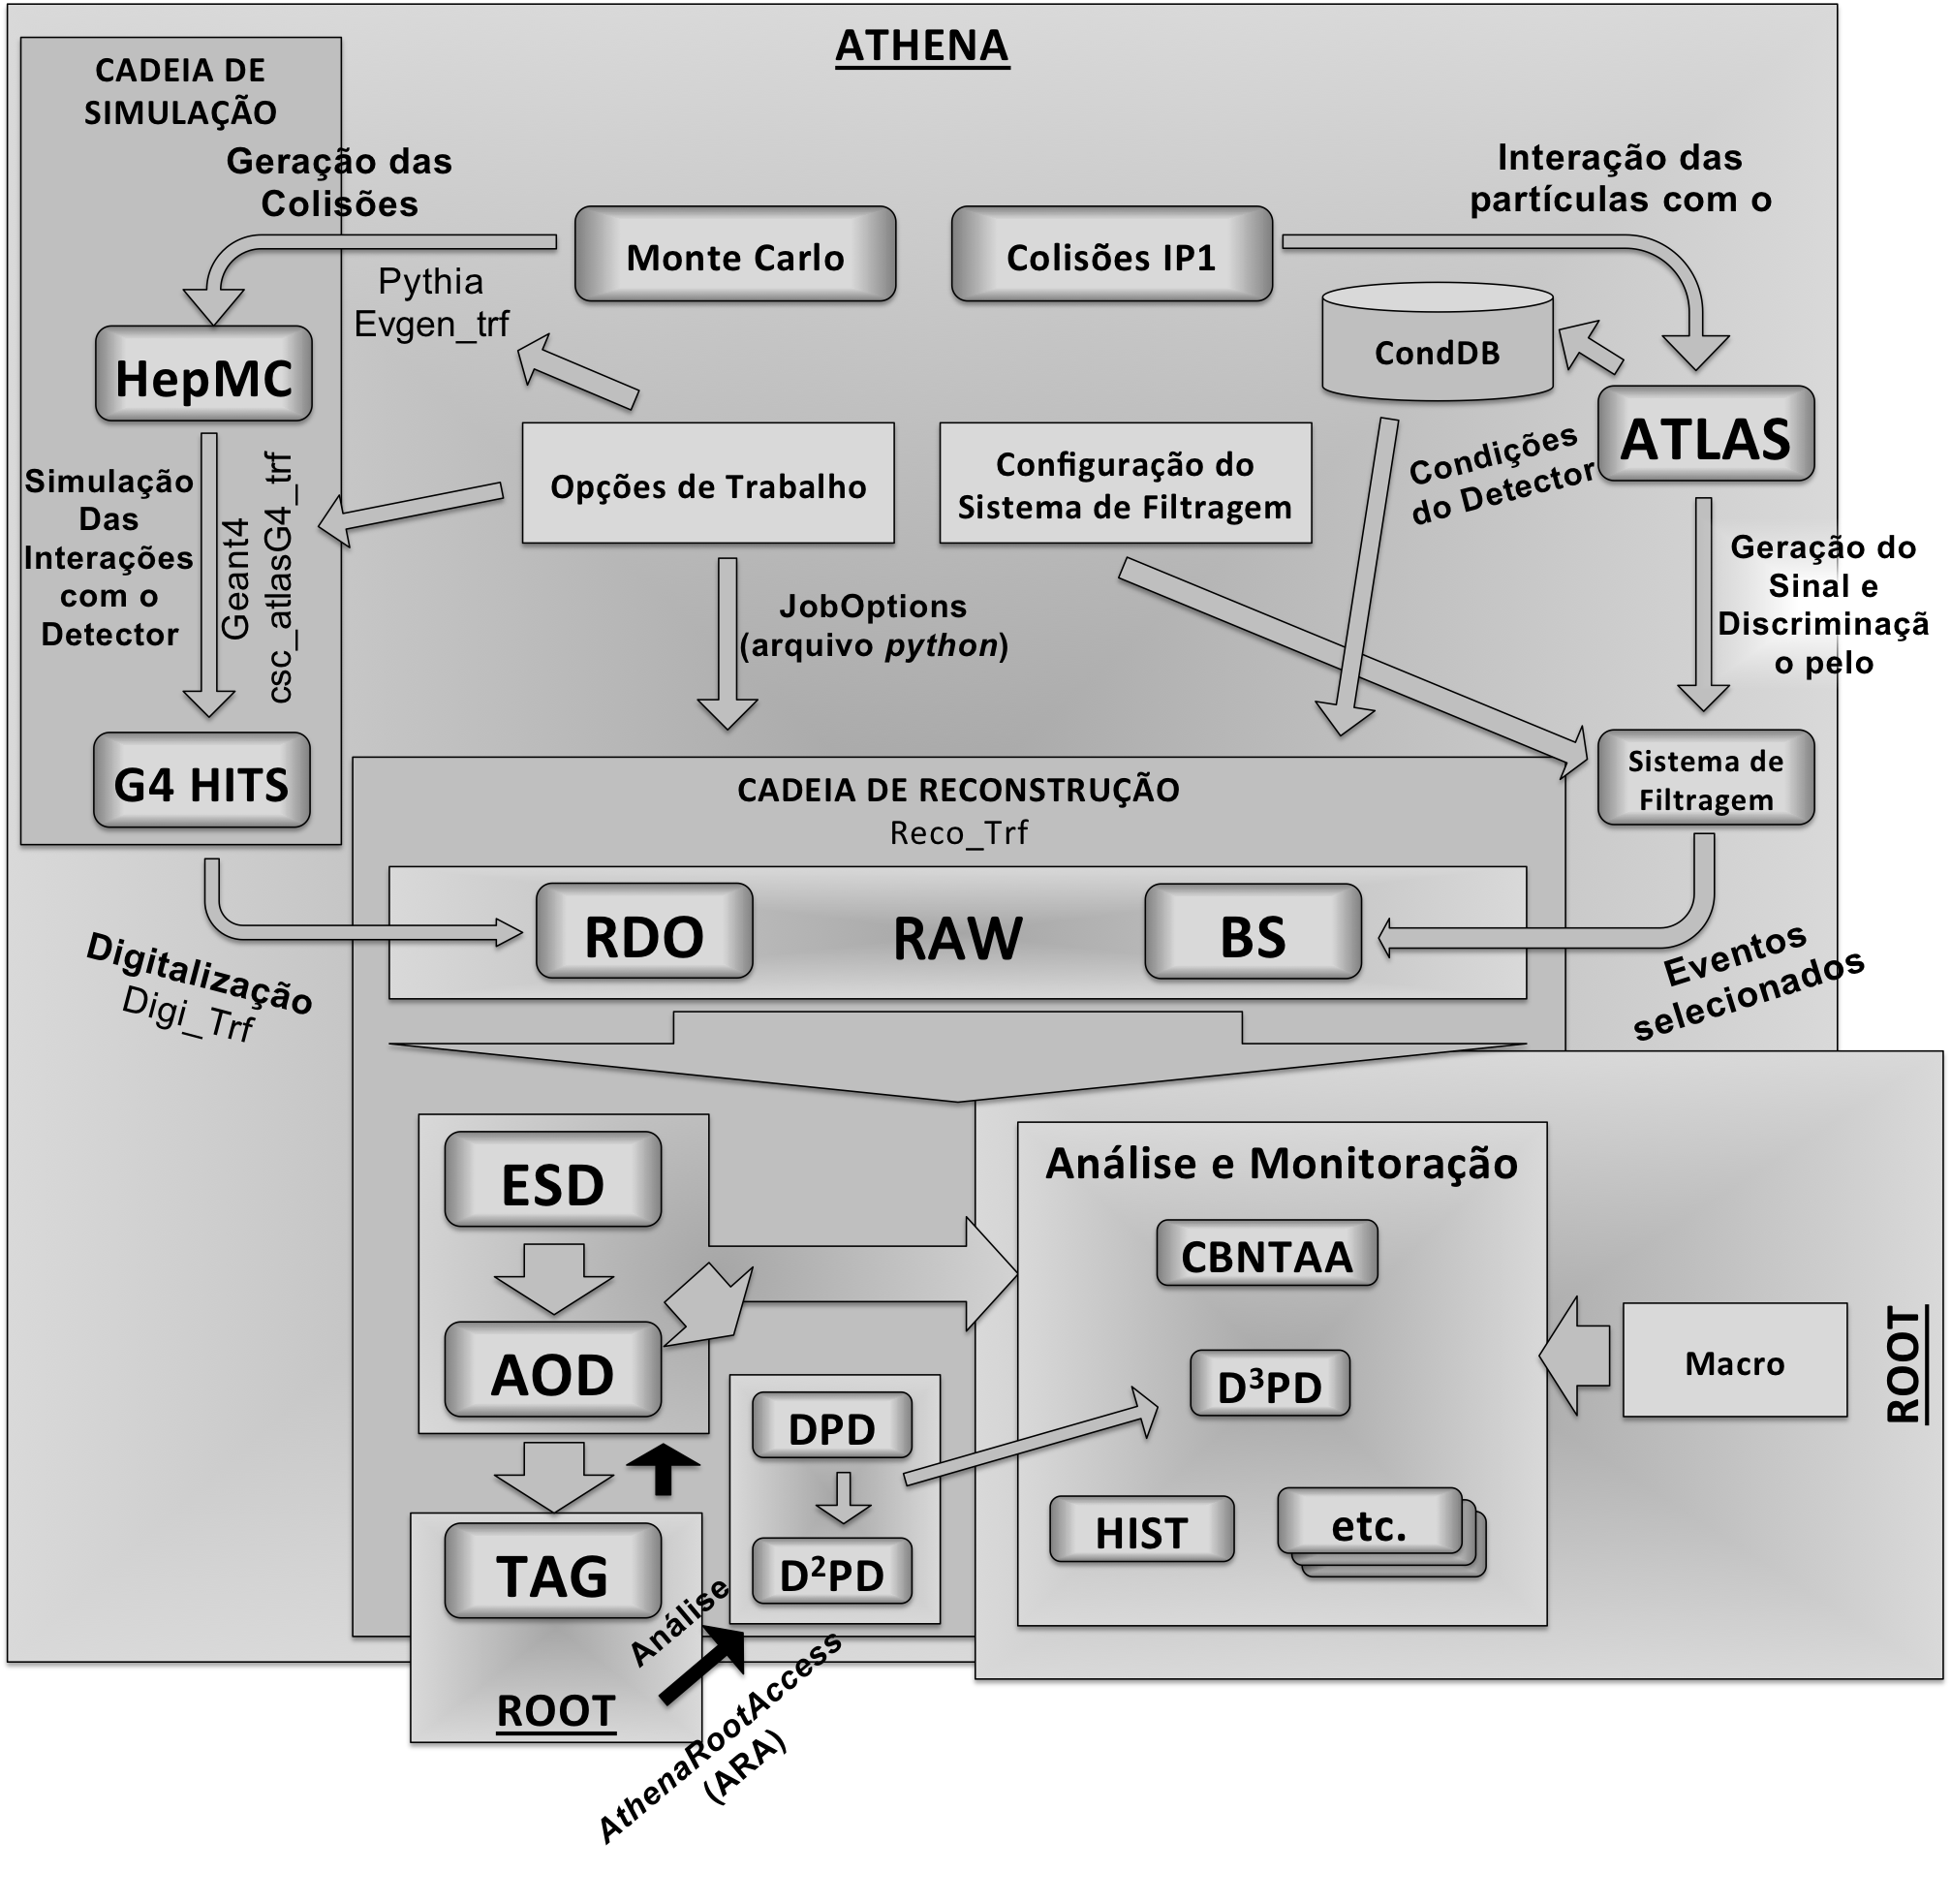 ATHENA
CADEIA DE
SIMULAÇÃO
Geração das
Colisões
Interação das
partículas com o
Monte Carlo
Colisões IP1
Pythia
Evgen_trf
CondDB
HepMC
ATLAS
Opções de Trabalho
Configuração do
Sistema de Filtragem
Condições
do Detector
Simulação
Das
Interações
com o
Detector
Geant4
csc_atlasG4_trf
JobOptions
(arquivo python)
Geração do
Sinal e
Discriminaçã
o pelo
G4 HITS
Sistema de
Filtragem
CADEIA DE RECONSTRUÇÃO
Reco_Trf
RDO
RAW
BS
Digitalização
Digi_Trf
Eventos
selecionados
ESD
AOD
TAG
ROOT
DPD
D²PD
Análise
AthenaRootAccess
(ARA)
Análise e Monitoração
CBNTAA
D³PD
HIST
etc.
Macro
ROOT